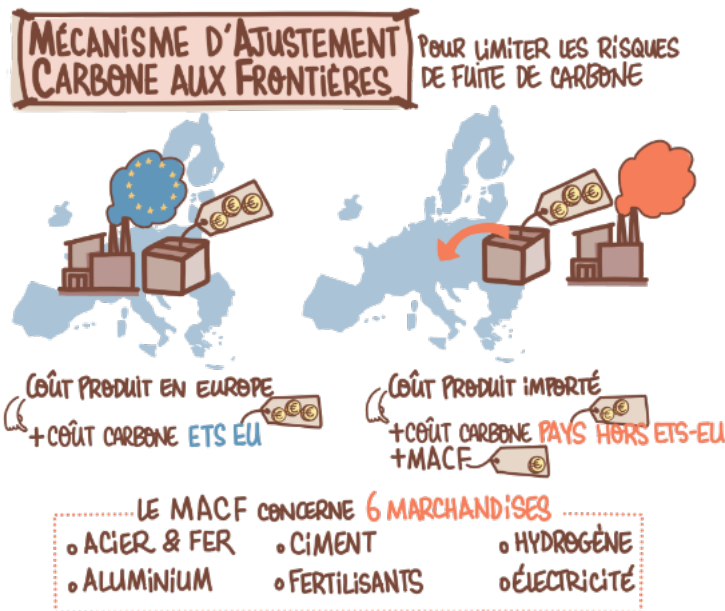 MÉCANISME D'AJUSTEMENT
CARBONE AUX FRONTIÈRES
POUR LIMITER LES RISQUES
DE FUITE DE CARBONE
COÛT PRODUIT EN EUROPE
+ COÛT CARBONE ETS EU
COÛT PRODUIT IMPORTÉ
+ COÛT CARBONE PAYS HORS ETS-EU
+ MACF
LE MACF CONCERNE 6 MARCHANDISES
• ACIER & FER
• CIMENT
• HYDROGÈNE
• ALUMINIUM
• FERTILISANTS
• ÉLECTRICITÉ